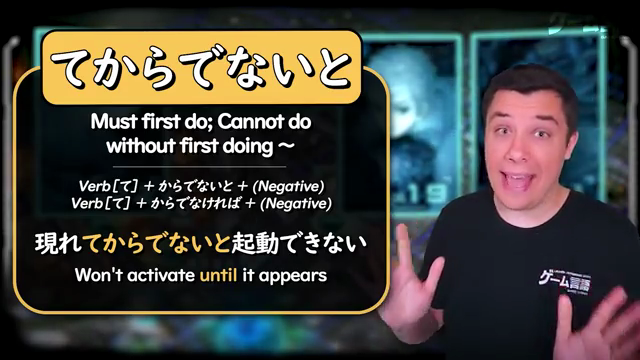 てからでないと
Must first do; Cannot do
without first doing ～
Verb[て] + からでないと + (Negative)
Verb[て] + からでなければ + (Negative)
現れてからでないと起動できない
Won't activate until it appears
19
ゲーム言語